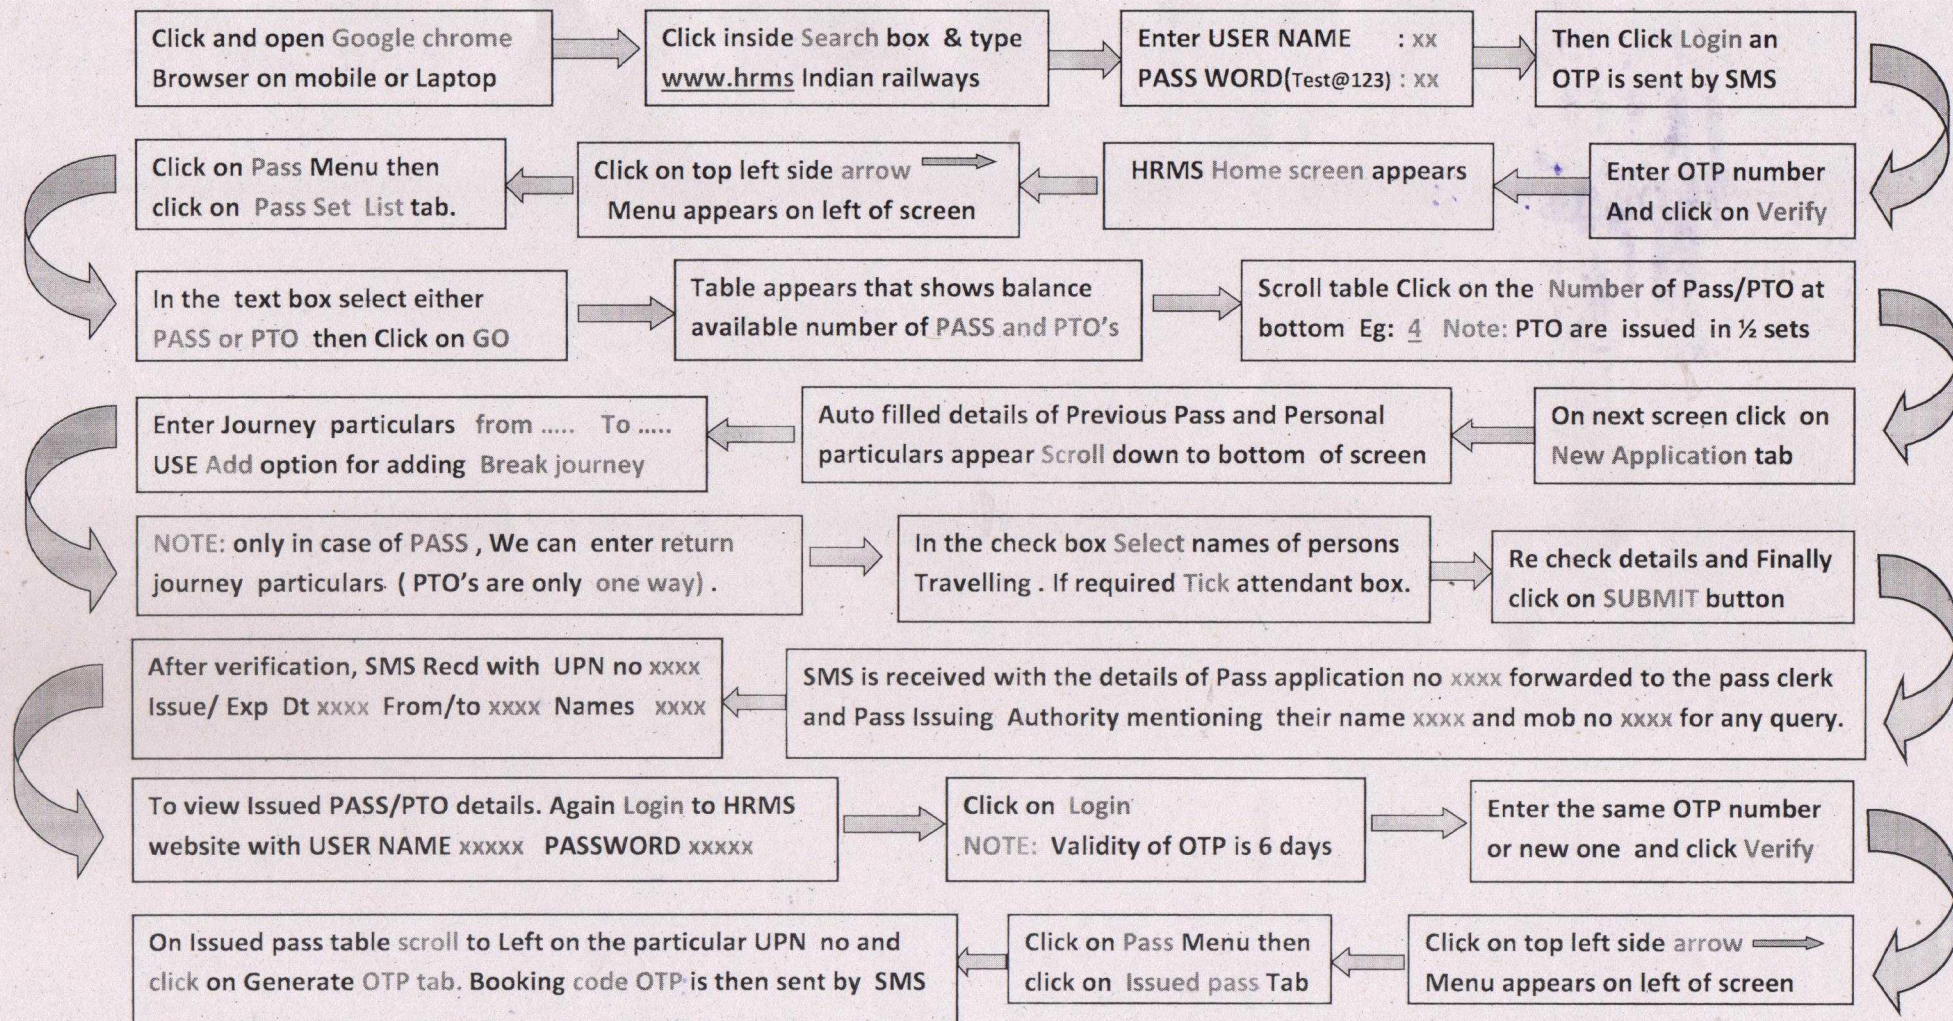 Click and open Google chrome
Browser on mobile or Laptop
Click inside Search box & type
www.hrms Indian railways
Enter USER NAME : xx
PASS WORD(Test@123) : xx
Then Click Login an
OTP is sent by SMS
Enter OTP number
And click on Verify
HRMS Home screen appears
Click on top left side arrow
Menu appears on left of screen
Click on Pass Menu then
click on Pass Set List tab.
In the text box select either
PASS or PTO then Click on GO
Table appears that shows balance
available number of PASS and PTO's
Scroll table Click on the Number of Pass/PTO at
bottom Eg: 4 Note: PTO are issued in ½ sets
On next screen click on
New Application tab
Auto filled details of Previous Pass and Personal
particulars appear Scroll down to bottom of screen
Enter Journey particulars from ..... To .....
USE Add option for adding Break journey
NOTE: only in case of PASS , We can enter return
journey particulars ( PTO's are only one way) .
In the check box Select names of persons
Travelling . If required Tick attendant box.
Re check details and Finally
click on SUBMIT button
SMS is received with the details of Pass application no xxxx forwarded to the pass clerk
and Pass Issuing Authority mentioning their name xxxx and mob no xxxx for any query.
After verification, SMS Recd with UPN no xxxx
Issue/ Exp Dt xxxx From/to xxxx Names xxxx
To view Issued PASS/PTO details. Again Login to HRMS
website with USER NAME xxxxx PASSWORD xxxxx
Click on Login
NOTE: Validity of OTP is 6 days
Enter the same OTP number
or new one and click Verify
Click on top left side arrow
Menu appears on left of screen
Click on Pass Menu then
click on Issued pass Tab
On Issued pass table scroll to Left on the particular UPN no and
click on Generate OTP tab. Booking code OTP is then sent by SMS